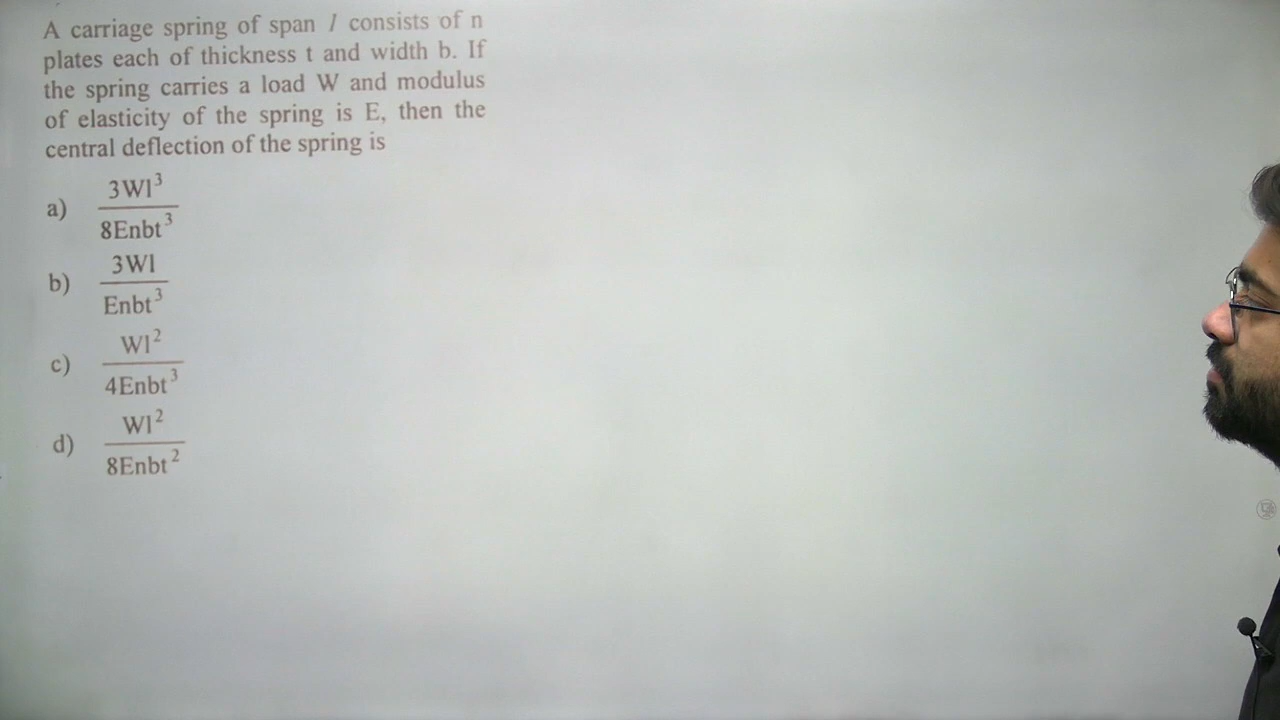 A carriage spring of span l consists of n
plates each of thickness t and width b. If
the spring carries a load W and modulus
of elasticity of the spring is E, then the
central deflection of the spring is
a) 3Wl³
8Enbt³
b) 3Wl
Enbt³
c) Wl²
4Enbt³
d) Wl²
8Enbt²